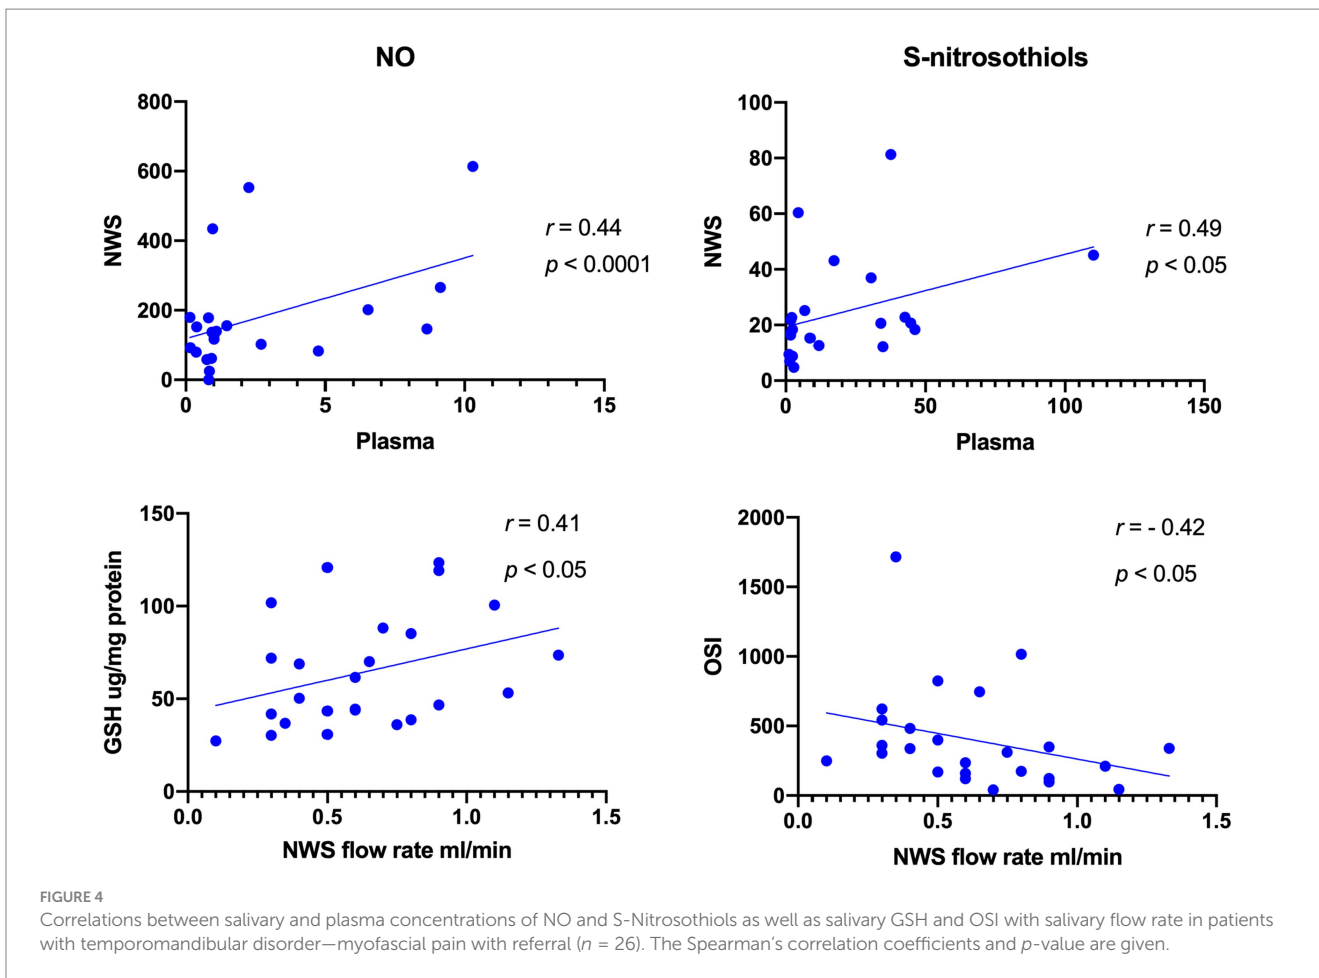 NO
800
600
400
200
0
NWS
0
5
10
15
Plasma
r = 0.44
p < 0.0001
S-nitrosothiols
100
80
60
40
20
0
NWS
0
50
100
150
Plasma
r = 0.49
p < 0.05
150
100
50
0
GSH ug/mg protein
0.0
0.5
1.0
1.5
NWS flow rate ml/min
r = 0.41
p < 0.05
2000
1500
1000
500
0
OSI
0.0
0.5
1.0
1.5
NWS flow rate ml/min
r = - 0.42
p < 0.05
FIGURE 4
Correlations between salivary and plasma concentrations of NO and S-Nitrosothiols as well as salivary GSH and OSI with salivary flow rate in patients
with temporomandibular disorder—myofascial pain with referral (n = 26). The Spearman's correlation coefficients and p-value are given.